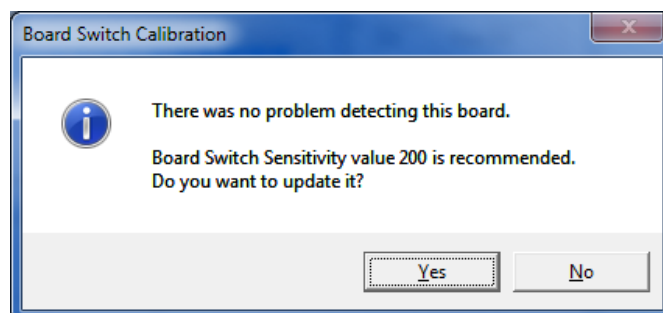 Board Switch Calibration
There was no problem detecting this board.
Board Switch Sensitivity value 200 is recommended.
Do you want to update it?
Yes
No